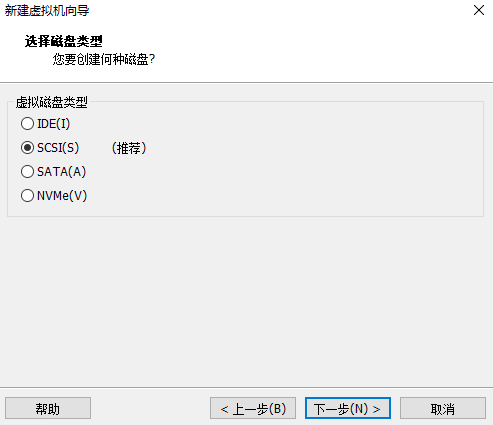 新建虚拟机向导
选择磁盘类型
您要创建何种磁盘?
虚拟磁盘类型
IDE(I)
SCSI(S) (推荐)
SATA(A)
NVMe(V)
帮助 < 上一步(B) 下一步(N) > 取消